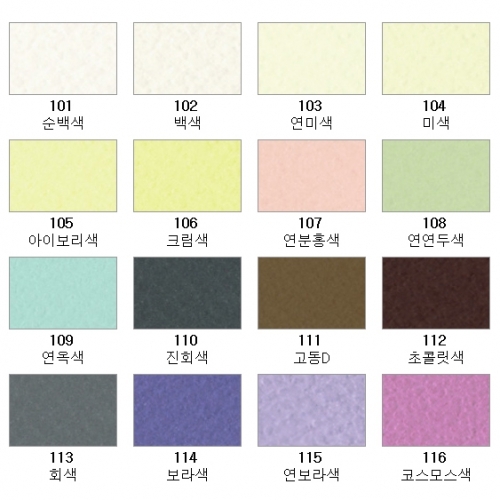 101 102 103 104
순백색 백색 연미색 미색
105 106 107 108
아이보리색 크림색 연분홍색 연연두색
109 110 111 112
연옥색 진회색 고동D 초콜릿색
113 114 115 116
회색 보라색 연보라색 코스모스색